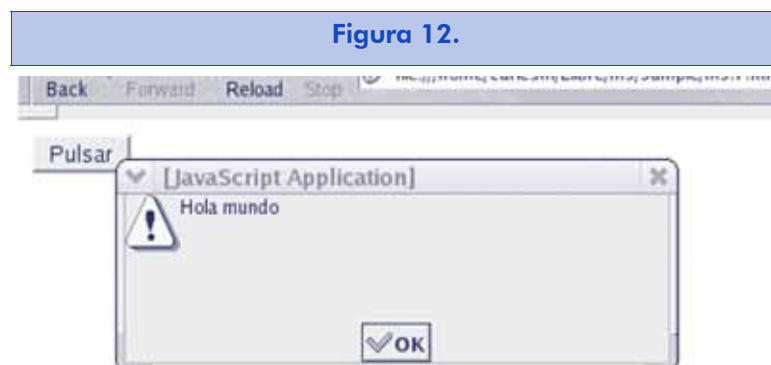 Figura 12.
Back Forward Reload Stop
Pulsar
[JavaScript Application]
Hola mundo
OK